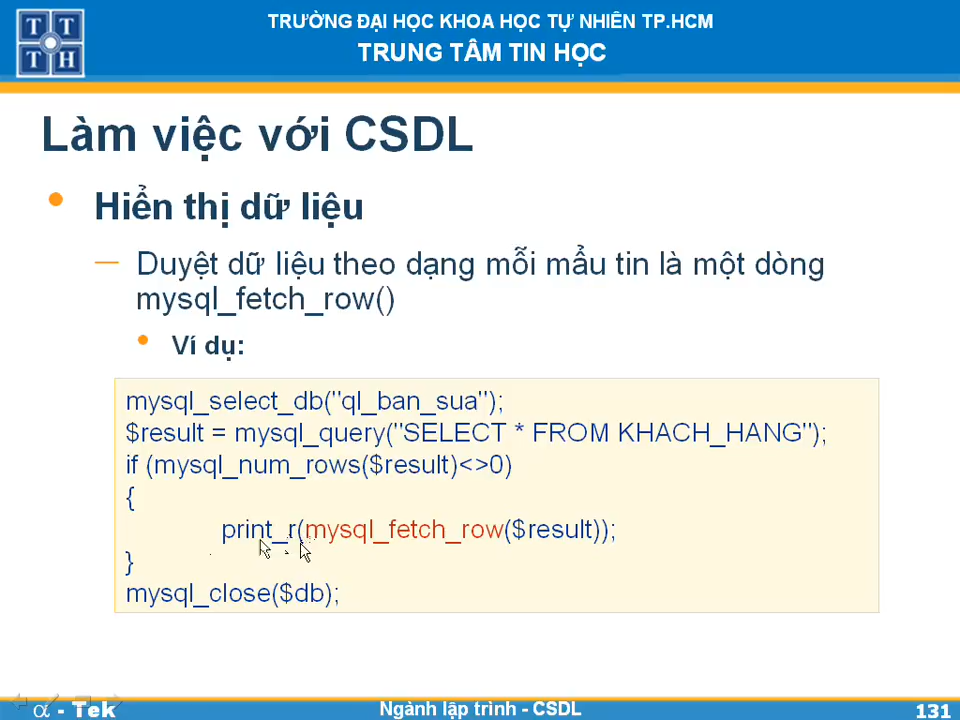 TRƯỜNG ĐẠI HỌC KHOA HỌC TỰ NHIÊN TP.HCM
TRUNG TÂM TIN HỌC
T T
T H
Làm việc với CSDL
Hiển thị dữ liệu
Duyệt dữ liệu theo dạng mỗi mẩu tin là một dòng
mysql_fetch_row()
Ví dụ:
mysql_select_db("ql_ban_sua");
$result = mysql_query("SELECT * FROM KHACH_HANG");
if (mysql_num_rows($result)<>0)
{
print_r(mysql_fetch_row($result));
}
mysql_close($db);
α - Tek
Ngành lập trình - CSDL
131